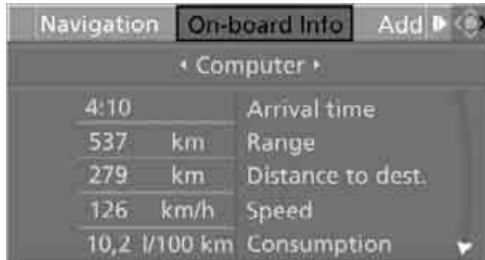 Navigation On-board Info Add
Computer
4:10 Arrival time
537 km Range
279 km Distance to dest.
126 km/h Speed
10,2 l/100 km Consumption